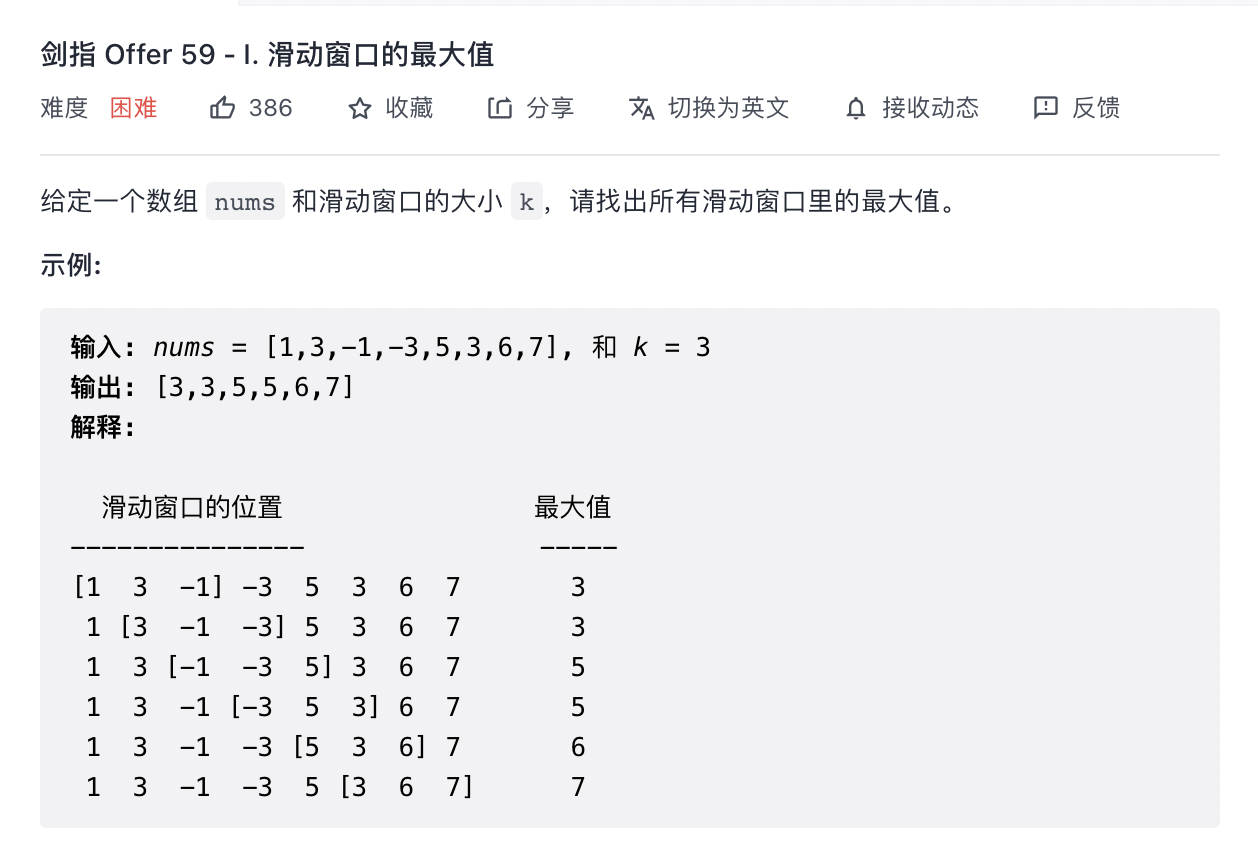 剑指 Offer 59 - I. 滑动窗口的最大值
难度 困难 386 收藏 分享 切换为英文 接收动态 反馈
给定一个数组 nums 和滑动窗口的大小 k，请找出所有滑动窗口里的最大值。
示例:
输入: nums = [1,3,-1,-3,5,3,6,7], 和 k = 3
输出: [3,3,5,5,6,7]
解释:
滑动窗口的位置 最大值
--------------- -----
[1 3 -1] -3 5 3 6 7 3
1 [3 -1 -3] 5 3 6 7 3
1 3 [-1 -3 5] 3 6 7 5
1 3 -1 [-3 5 3] 6 7 5
1 3 -1 -3 [5 3 6] 7 6
1 3 -1 -3 5 [3 6 7] 7